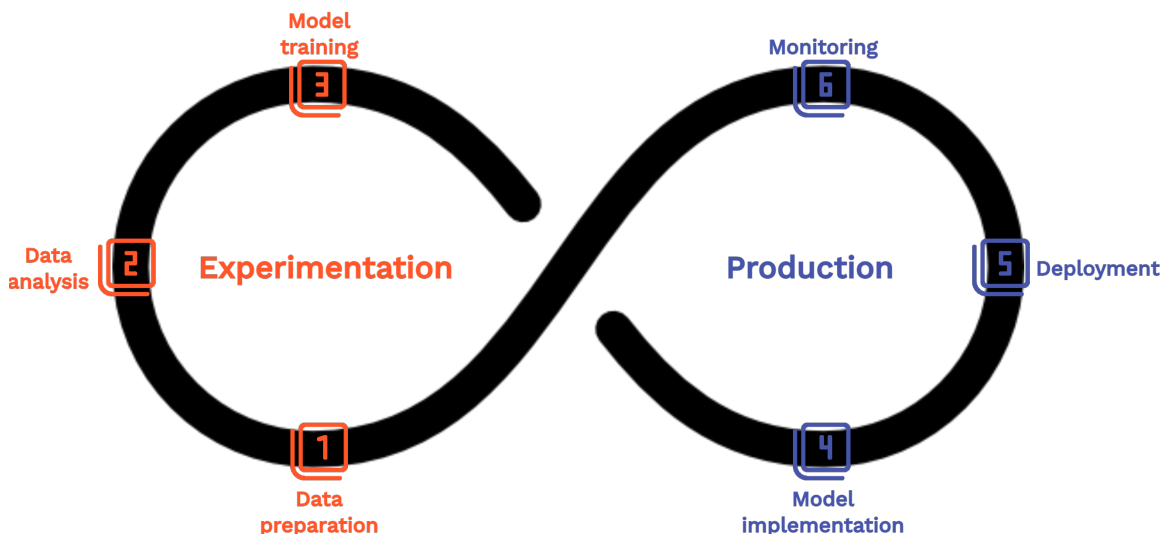 Model
training
3
Monitoring
6
Data
analysis
2
Experimentation
Production
5
Deployment
1
Data
preparation
4
Model
implementation